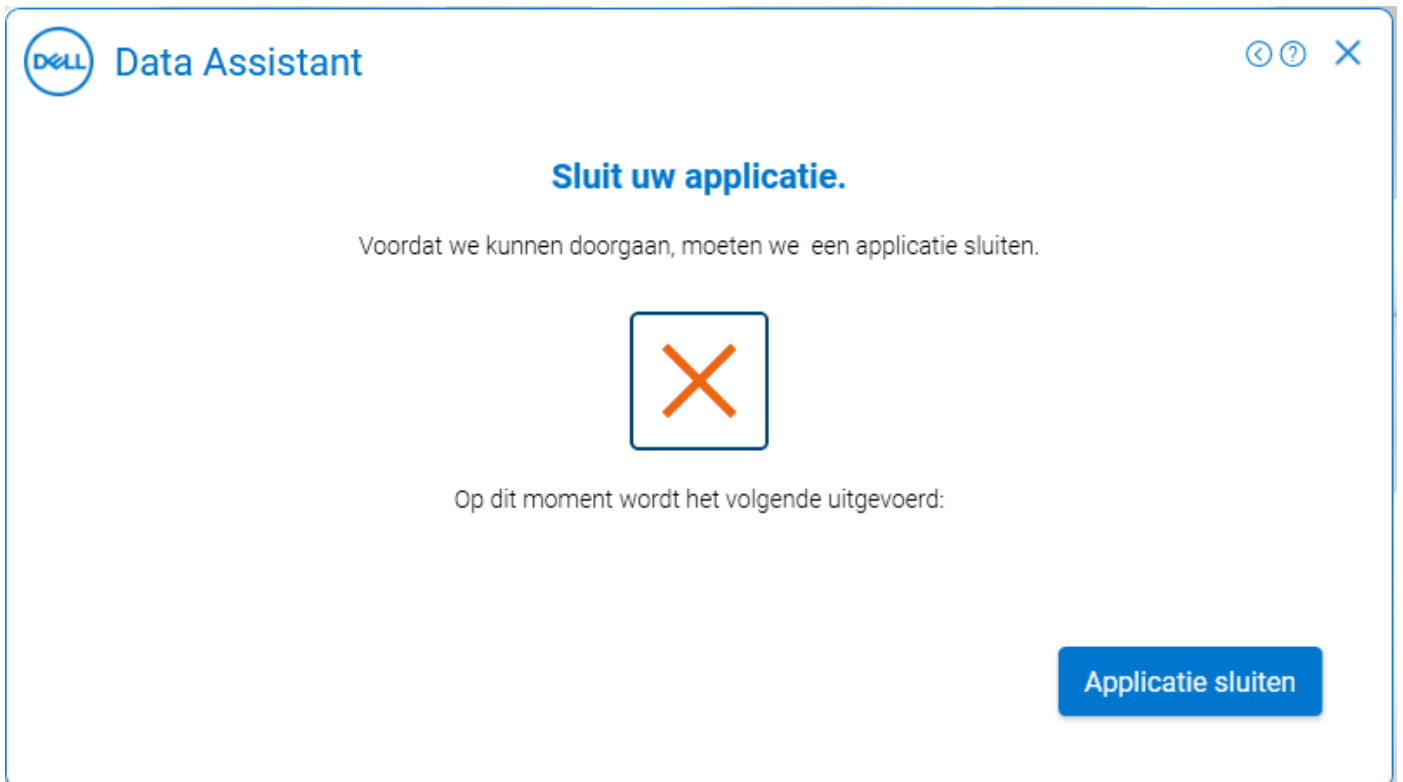 DELL
Data Assistant
Sluit uw applicatie.
Voordat we kunnen doorgaan, moeten we  een applicatie sluiten.
Op dit moment wordt het volgende uitgevoerd:
Applicatie sluiten